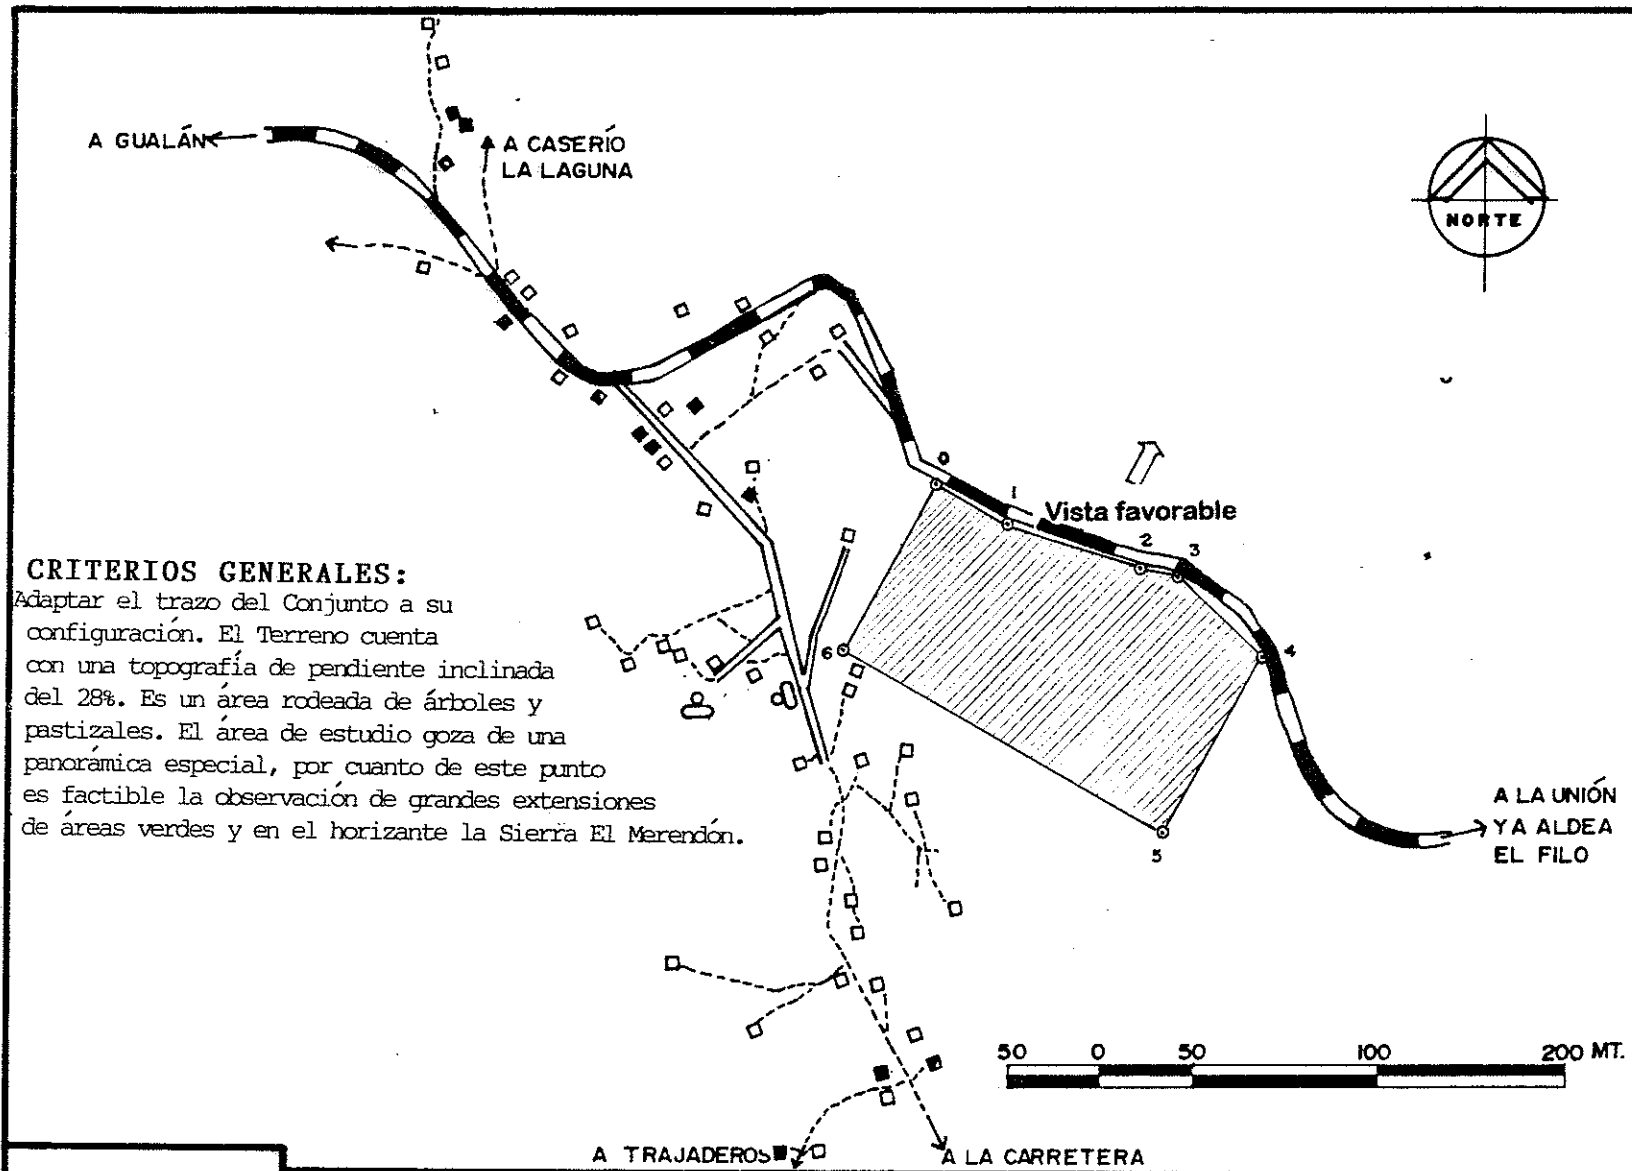 A GUALÁN
A CASERÍO
LA LAGUNA
NORTE
0
1
Vista favorable
2
3
4
5
6
CRITERIOS GENERALES:
Adaptar el trazo del Conjunto a su
configuración. El Terreno cuenta
con una topografía de pendiente inclinada
del 28%. Es un área rodeada de árboles y
pastizales. El área de estudio goza de una
panorámica especial, por cuanto de este punto
es factible la observación de grandes extensiones
de áreas verdes y en el horizante la Sierra El Merendón.
A LA UNIÓN
Y A ALDEA
EL FILO
50 0 50 100 200 MT.
A TRAJADEROS
A LA CARRETERA